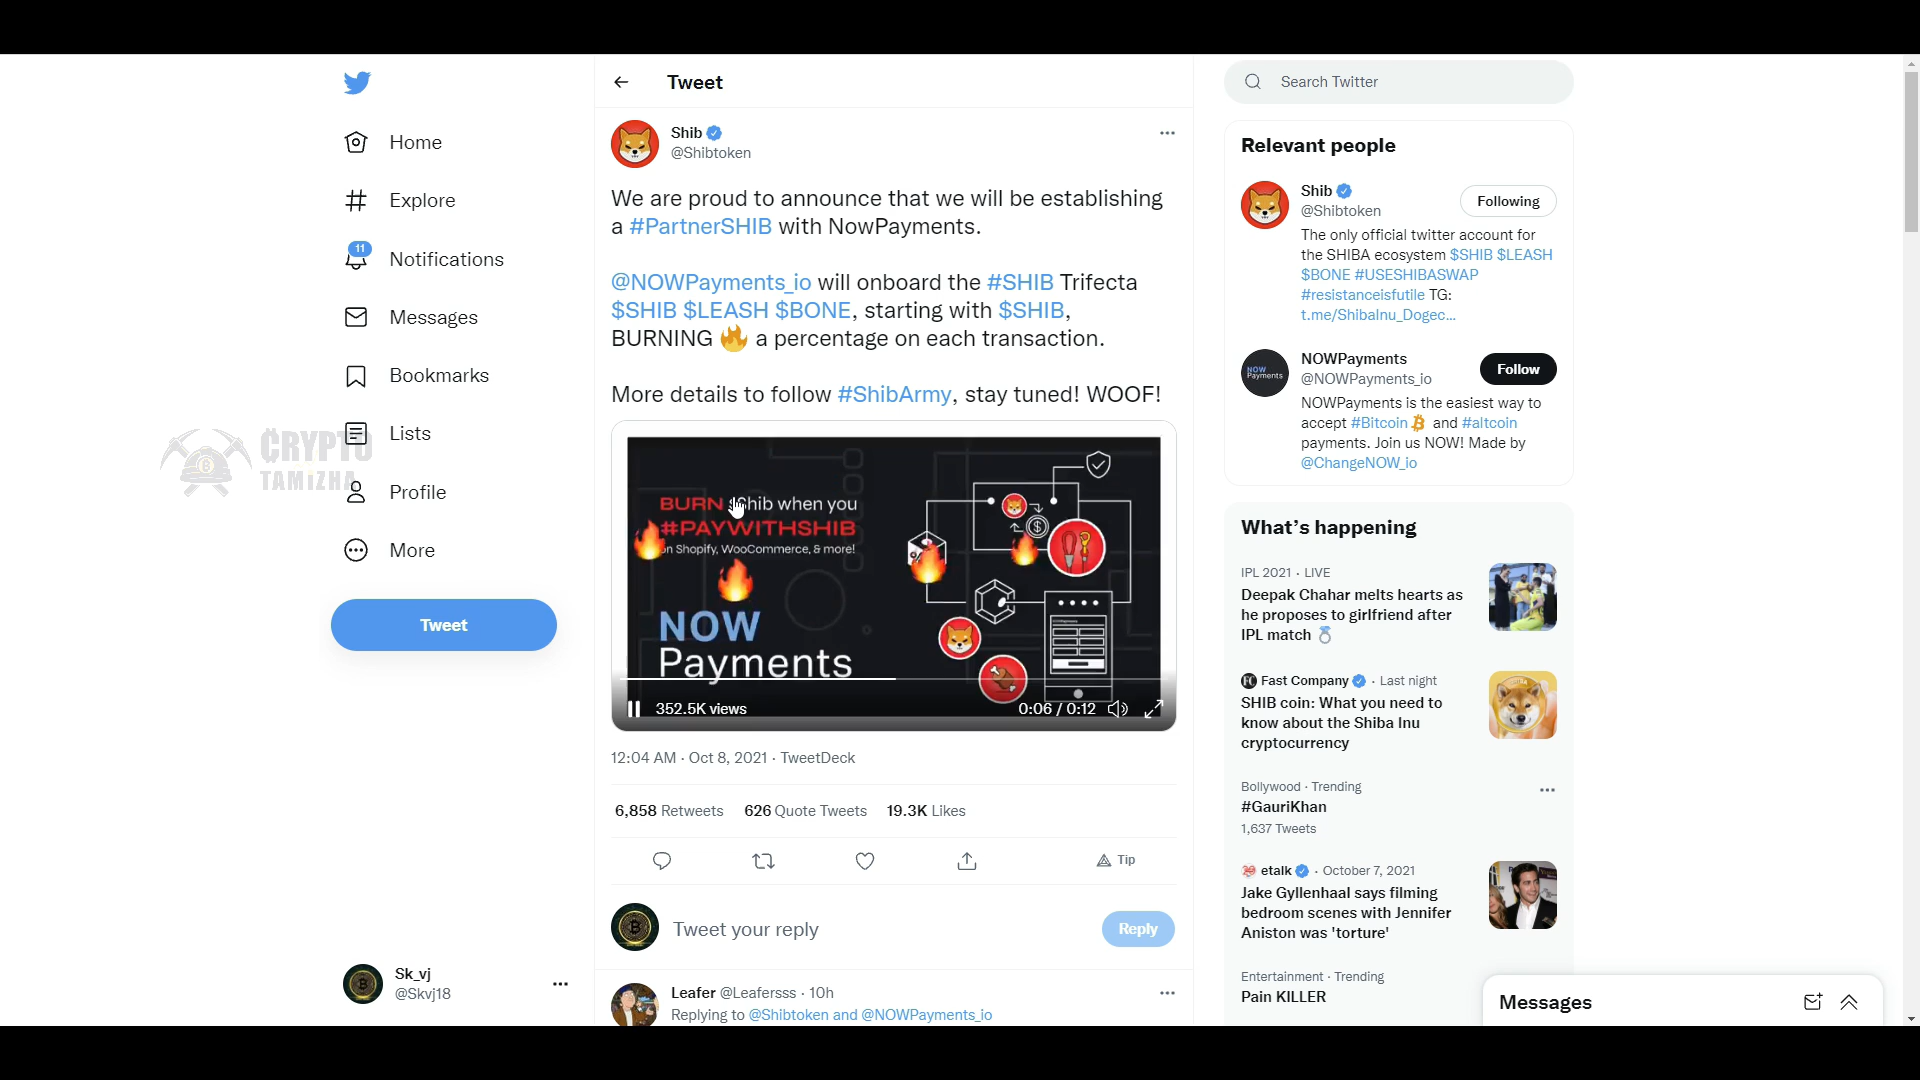 Home
Explore
11
Notifications
Messages
Bookmarks
Lists
Profile
More
Tweet
Sk_vj
@Skvj18
CRYPTO
TAMIZHA
Tweet
Shib
@Shibtoken
We are proud to announce that we will be establishing
a #PartnerSHIB with NowPayments.
@NOWPayments_io will onboard the #SHIB Trifecta
$SHIB $LEASH $BONE, starting with $SHIB,
BURNING 🔥 a percentage on each transaction.
More details to follow #ShibArmy, stay tuned! WOOF!
BURN $Shib when you
#PAYWITHSHIB
on Shopify, WooCommerce, & more!
NOW
Payments
352.5K views
0:06 / 0:12
12:04 AM · Oct 8, 2021 · TweetDeck
6,858 Retweets 626 Quote Tweets 19.3K Likes
Tip
Tweet your reply
Reply
Leafer @Leafersss · 10h
Replying to @Shibtoken and @NOWPayments_io
Search Twitter
Relevant people
Shib
@Shibtoken
Following
The only official twitter account for
the SHIBA ecosystem $SHIB $LEASH
$BONE #USESHIBASWAP
#resistanceisfutile TG:
t.me/ShibaInu_Dogec...
NOW
Payments
NOWPayments
@NOWPayments_io
Follow
NOWPayments is the easiest way to
accept #Bitcoin and #altcoin
payments. Join us NOW! Made by
@ChangeNOW_io
What's happening
IPL 2021 · LIVE
Deepak Chahar melts hearts as
he proposes to girlfriend after
IPL match 💍
FC Fast Company · Last night
SHIB coin: What you need to
know about the Shiba Inu
cryptocurrency
Bollywood · Trending
#GauriKhan
1,637 Tweets
etalk · October 7, 2021
Jake Gyllenhaal says filming
bedroom scenes with Jennifer
Aniston was 'torture'
Entertainment · Trending
Pain KILLER
Messages